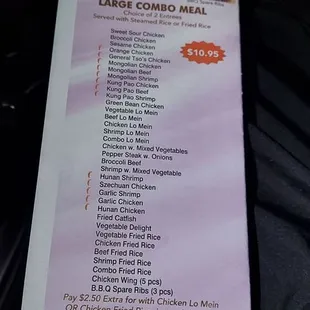 LARGE COMBO MEAL
Choice of 2 Entrees
Served with Steamed Rice or Fried Rice
$10.95
Sweet Sour Chicken
Broccoli Chicken
Sesame Chicken
Orange Chicken
General Tso's Chicken
Mongolian Chicken
Mongolian Beef
Mongolian Shrimp
Kung Pao Chicken
Kung Pao Beef
Kung Pao Shrimp
Green Bean Chicken
Vegetable Lo Mein
Beef Lo Mein
Chicken Lo Mein
Shrimp Lo Mein
Combo Lo Mein
Chicken w. Mixed Vegetables
Pepper Steak w. Onions
Broccoli Beef
Shrimp w. Mixed Vegetable
Hunan Shrimp
Szechuan Chicken
Garlic Shrimp
Garlic Chicken
Hunan Chicken
Fried Catfish
Vegetable Delight
Vegetable Fried Rice
Chicken Fried Rice
Beef Fried Rice
Shrimp Fried Rice
Combo Fried Rice
Chicken Wing (5 pcs)
B.B.Q Spare Ribs (3 pcs)
Pay $2.50 Extra for with Chicken Lo Mein
OR Chicken Fried Rice